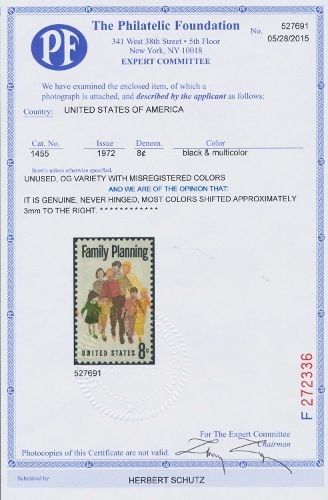 PF
The Philatelic Foundation
341 West 38th Street • 5th Floor
New York, NY 10018
EXPERT COMMITTEE
No. 527691
05/28/2015
We have examined the enclosed item, of which a
photograph is attached, and described by the applicant as follows:
Country: UNITED STATES OF AMERICA
Cat. No. Issue Denom. Color
1455 1972 8¢ black & multicolor
Scott's unless otherwise specified.
UNUSED, OG VARIETY WITH MISREGISTERED COLORS
AND WE ARE OF THE OPINION THAT:
IT IS GENUINE, NEVER HINGED, MOST COLORS SHIFTED APPROXIMATELY
3mm TO THE RIGHT. ************
Family Planning
UNITED STATES 8¢
527691
F 272336
For The Expert Committee
Chairman
Photocopies of this Certificate are not valid.
Submitted by
HERBERT SCHUTZ